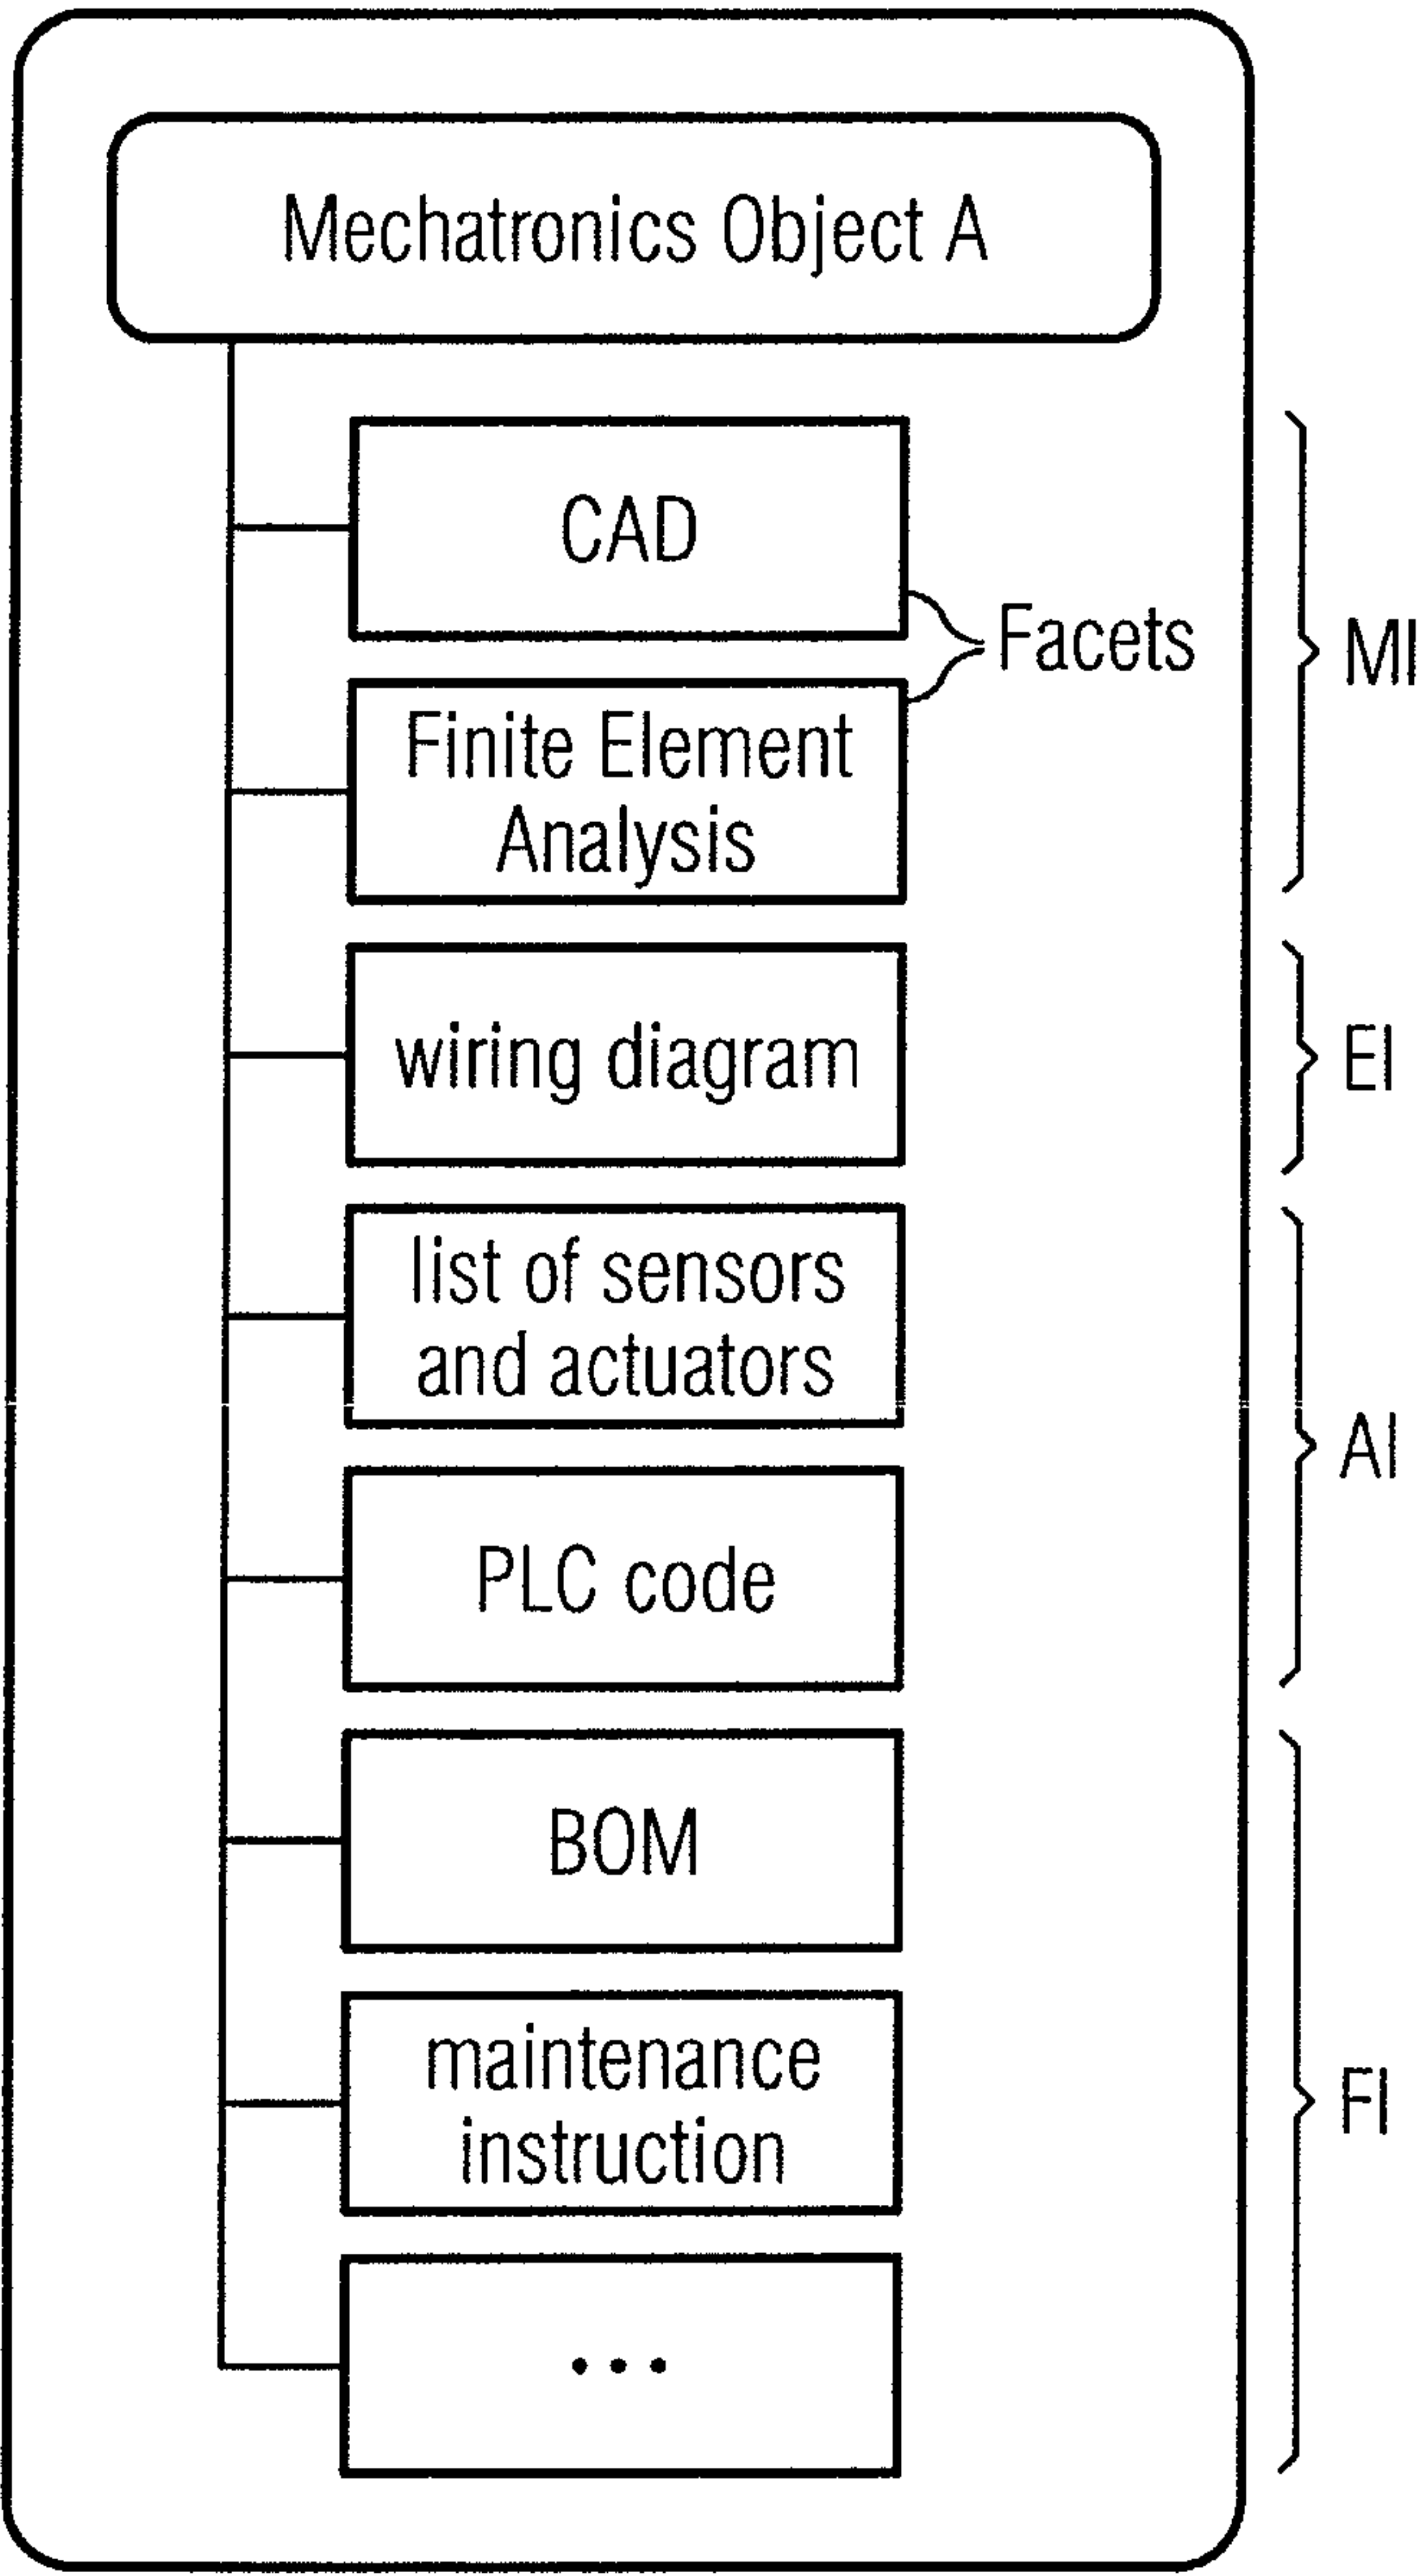 Mechatronics Object A
CAD
Facets
MI
Finite Element
Analysis
wiring diagram
EI
list of sensors
and actuators
AI
PLC code
BOM
maintenance
instruction
FI
...